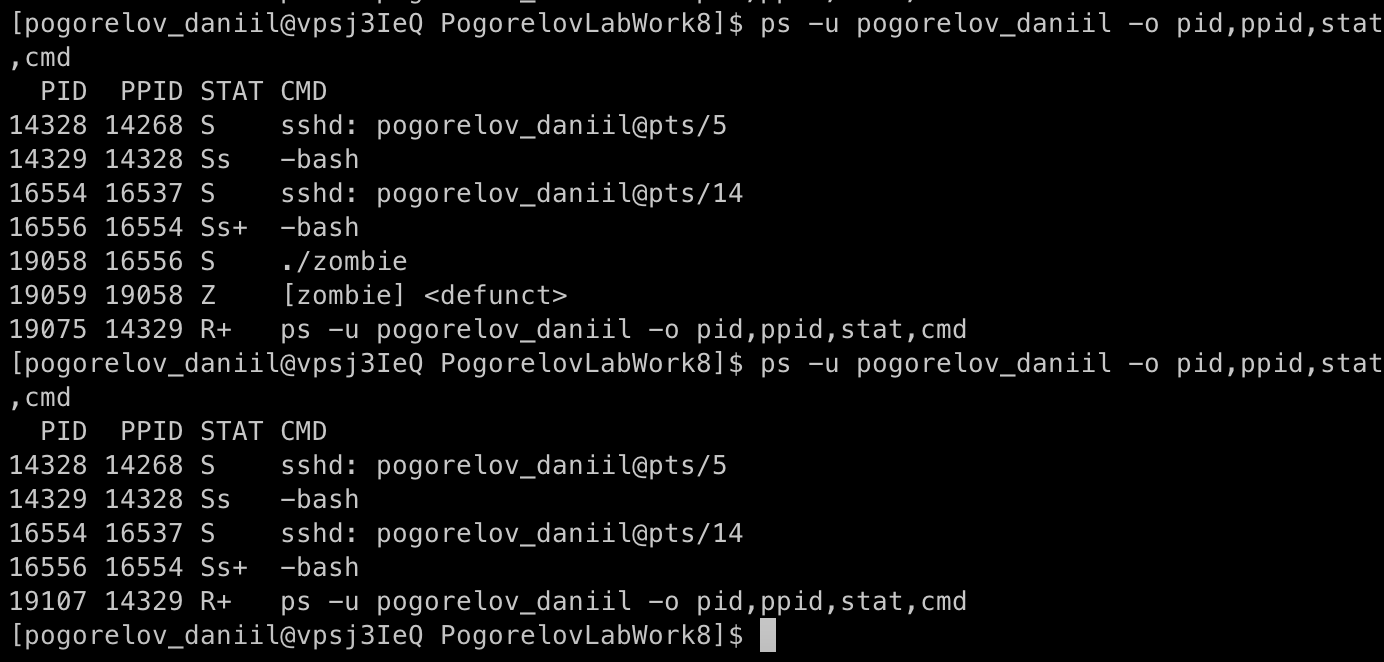 [pogorelov_daniil@vpsj3IeQ PogorelovLabWork8]$ ps -u pogorelov_daniil -o pid,ppid,stat
,cmd
  PID  PPID STAT CMD
14328 14268 S    sshd: pogorelov_daniil@pts/5
14329 14328 Ss   -bash
16554 16537 S    sshd: pogorelov_daniil@pts/14
16556 16554 Ss+  -bash
19058 16556 S    ./zombie
19059 19058 Z    [zombie] <defunct>
19075 14329 R+   ps -u pogorelov_daniil -o pid,ppid,stat,cmd
[pogorelov_daniil@vpsj3IeQ PogorelovLabWork8]$ ps -u pogorelov_daniil -o pid,ppid,stat
,cmd
  PID  PPID STAT CMD
14328 14268 S    sshd: pogorelov_daniil@pts/5
14329 14328 Ss   -bash
16554 16537 S    sshd: pogorelov_daniil@pts/14
16556 16554 Ss+  -bash
19107 14329 R+   ps -u pogorelov_daniil -o pid,ppid,stat,cmd
[pogorelov_daniil@vpsj3IeQ PogorelovLabWork8]$